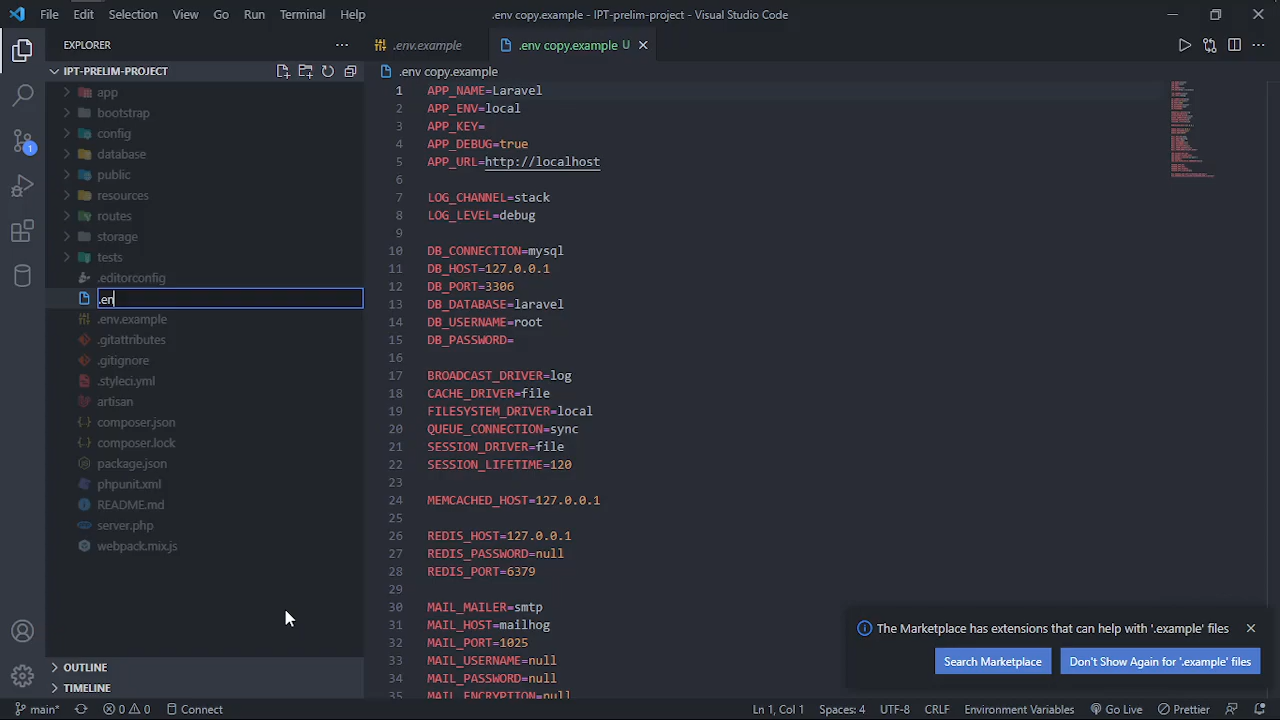 File Edit Selection View Go Run Terminal Help
.env copy.example - IPT-prelim-project - Visual Studio Code
EXPLORER
IPT-PRELIM-PROJECT
app
bootstrap
config
database
public
resources
routes
storage
tests
.editorconfig
.en
.env.example
.gitattributes
.gitignore
.styleci.yml
artisan
composer.json
composer.lock
package.json
phpunit.xml
README.md
server.php
webpack.mix.js
OUTLINE
TIMELINE
1
.env.example
.env copy.example U
.env copy.example
1 APP_NAME=Laravel
2 APP_ENV=local
3 APP_KEY=
4 APP_DEBUG=true
5 APP_URL=http://localhost
6
7 LOG_CHANNEL=stack
8 LOG_LEVEL=debug
9
10 DB_CONNECTION=mysql
11 DB_HOST=127.0.0.1
12 DB_PORT=3306
13 DB_DATABASE=laravel
14 DB_USERNAME=root
15 DB_PASSWORD=
16
17 BROADCAST_DRIVER=log
18 CACHE_DRIVER=file
19 FILESYSTEM_DRIVER=local
20 QUEUE_CONNECTION=sync
21 SESSION_DRIVER=file
22 SESSION_LIFETIME=120
23
24 MEMCACHED_HOST=127.0.0.1
25
26 REDIS_HOST=127.0.0.1
27 REDIS_PASSWORD=null
28 REDIS_PORT=6379
29
30 MAIL_MAILER=smtp
31 MAIL_HOST=mailhog
32 MAIL_PORT=1025
33 MAIL_USERNAME=null
34 MAIL_PASSWORD=null
35 MAIL_ENCRYPTION=null
The Marketplace has extensions that can help with '.example' files
Search Marketplace
Don't Show Again for '.example' files
main* 0 0 Connect
Ln 1, Col 1 Spaces: 4 UTF-8 CRLF Environment Variables Go Live Prettier